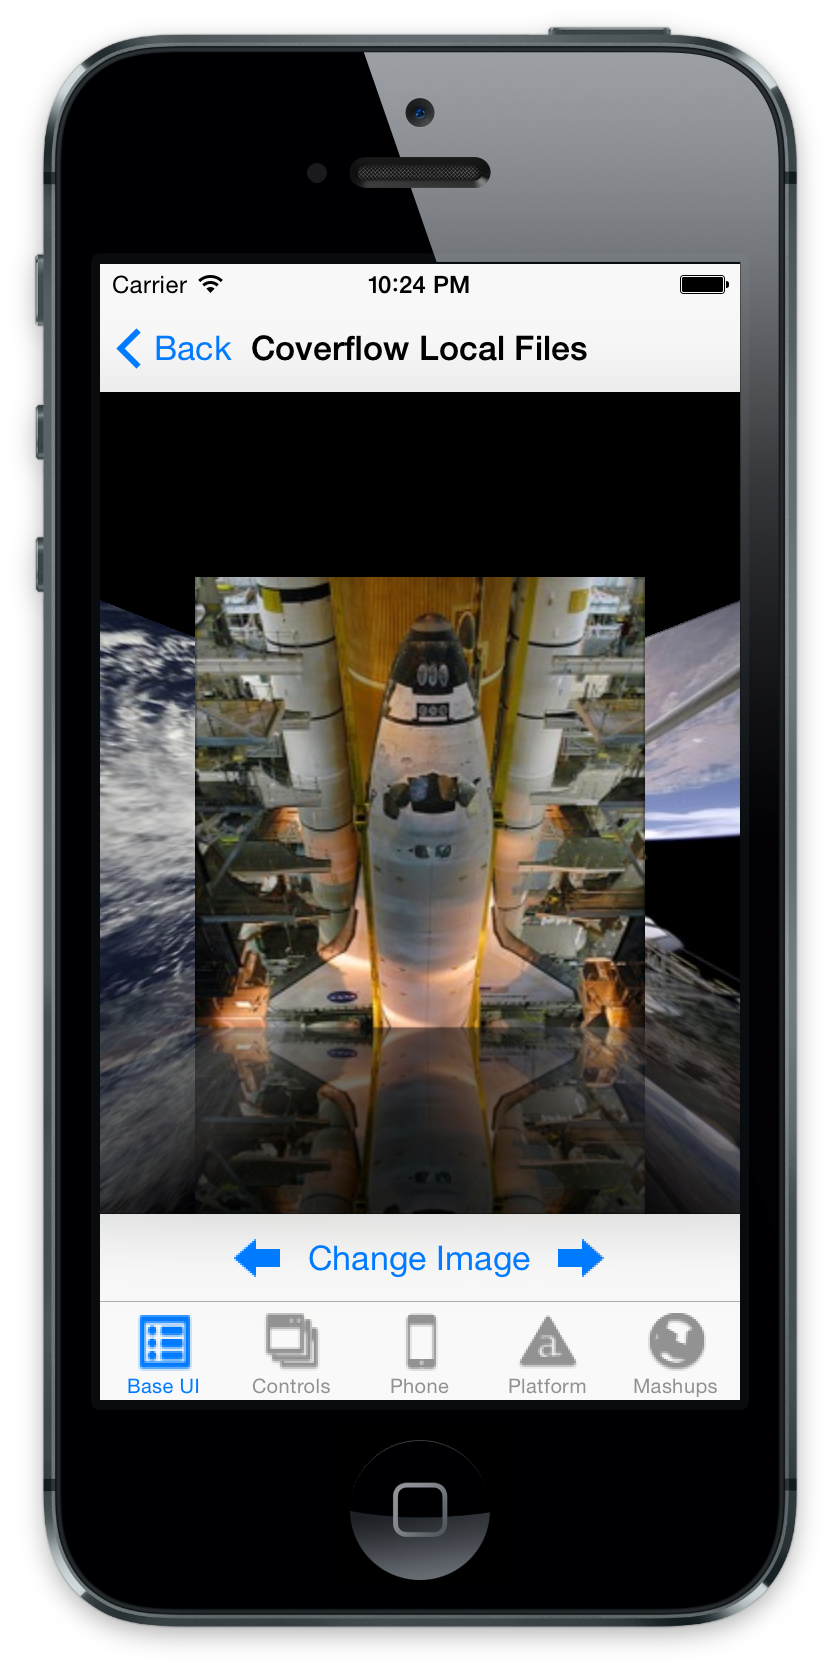 Carrier 10:24 PM
Back Coverflow Local Files
Change Image
a
Base UI Controls Phone Platform Mashups